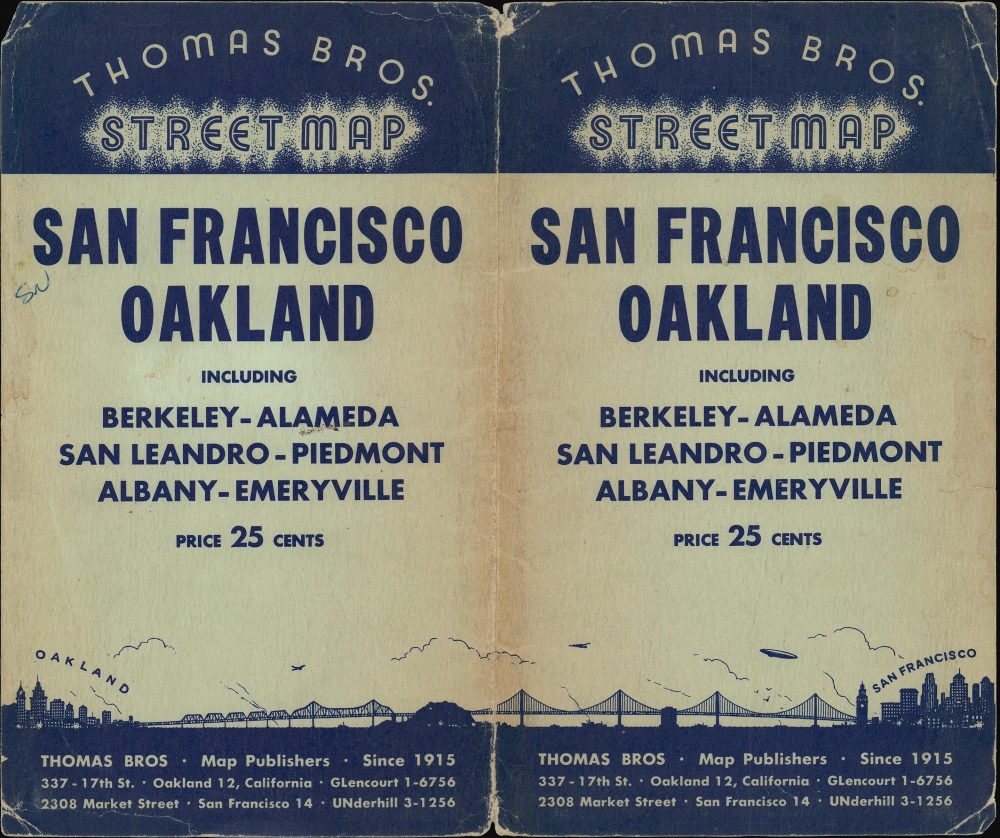 THOMAS BROS.
STREET MAP
SAN FRANCISCO
OAKLAND
SN
INCLUDING
BERKELEY-ALAMEDA
SAN LEANDRO-PIEDMONT
ALBANY-EMERYVILLE
PRICE 25 CENTS
OAKLAND
THOMAS BROS · Map Publishers · Since 1915
337-17th St. · Oakland 12, California · GLencourt 1-6756
2308 Market Street · San Francisco 14 · UNderhill 3-1256
THOMAS BROS.
STREET MAP
SAN FRANCISCO
OAKLAND
INCLUDING
BERKELEY-ALAMEDA
SAN LEANDRO-PIEDMONT
ALBANY-EMERYVILLE
PRICE 25 CENTS
SAN FRANCISCO
THOMAS BROS · Map Publishers · Since 1915
337-17th St. · Oakland 12, California · GLencourt 1-6756
2308 Market Street · San Francisco 14 · UNderhill 3-1256